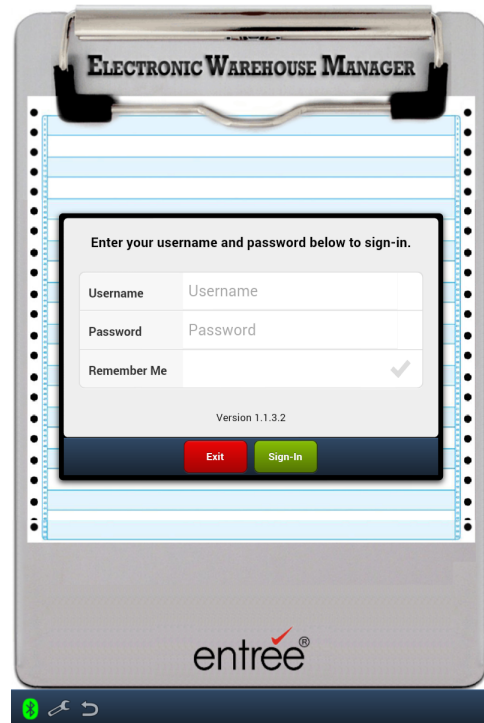 ELECTRONIC WAREHOUSE MANAGER
Enter your username and password below to sign-in.
Username Username
Password Password
Remember Me
Version 1.1.3.2
Exit Sign-In
entrée®